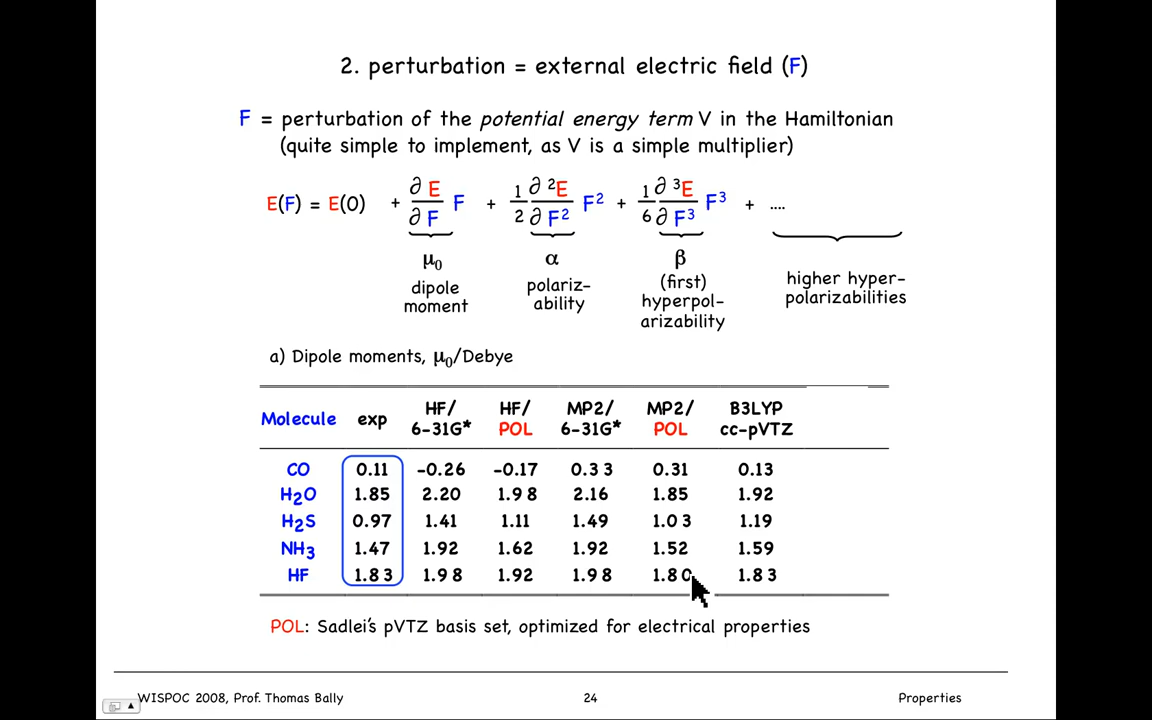 2. perturbation = external electric field (F)
F = perturbation of the potential energy term V in the Hamiltonian
(quite simple to implement, as V is a simple multiplier)
E(F) = E(0) + ∂E/∂F F + 1/2 ∂²E/∂F² F² + 1/6 ∂³E/∂F³ F³ + ....
μ₀ α β
dipole moment
polariz-ability
(first) hyperpol-arizability
higher hyper-polarizabilities
a) Dipole moments, μ₀/Debye
Molecule exp HF/6-31G* HF/POL MP2/6-31G* MP2/POL B3LYP cc-pVTZ
CO 0.11 -0.26 -0.17 0.33 0.31 0.13
H₂O 1.85 2.20 1.98 2.16 1.85 1.92
H₂S 0.97 1.41 1.11 1.49 1.03 1.19
NH₃ 1.47 1.92 1.62 1.92 1.52 1.59
HF 1.83 1.98 1.92 1.98 1.80 1.83
POL: Sadlei's pVTZ basis set, optimized for electrical properties
WISPOC 2008, Prof. Thomas Bally 24 Properties